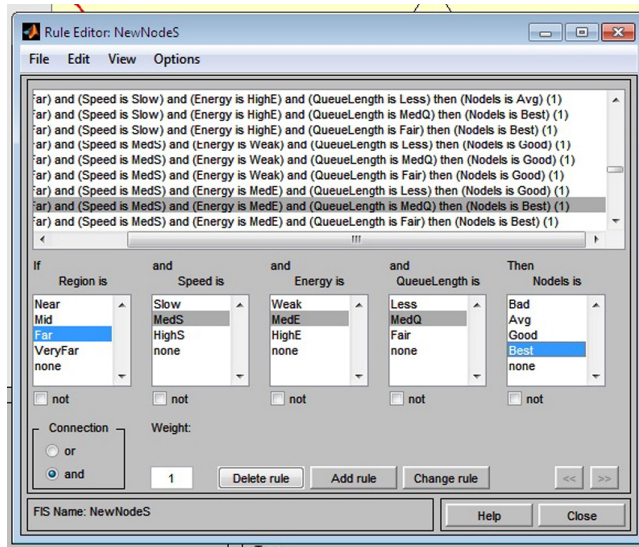 Rule Editor: NewNodeS
File Edit View Options
Far) and (Speed is Slow) and (Energy is HighE) and (QueueLength is Less) then (NodeIs is Avg) (1)
Far) and (Speed is Slow) and (Energy is HighE) and (QueueLength is MedQ) then (NodeIs is Best) (1)
Far) and (Speed is Slow) and (Energy is HighE) and (QueueLength is Fair) then (NodeIs is Best) (1)
Far) and (Speed is MedS) and (Energy is Weak) and (QueueLength is Less) then (NodeIs is Good) (1)
Far) and (Speed is MedS) and (Energy is Weak) and (QueueLength is MedQ) then (NodeIs is Good) (1)
Far) and (Speed is MedS) and (Energy is Weak) and (QueueLength is Fair) then (NodeIs is Good) (1)
Far) and (Speed is MedS) and (Energy is MedE) and (QueueLength is Less) then (NodeIs is Good) (1)
Far) and (Speed is MedS) and (Energy is MedE) and (QueueLength is MedQ) then (NodeIs is Best) (1)
Far) and (Speed is MedS) and (Energy is MedE) and (QueueLength is Fair) then (NodeIs is Best) (1)
If and and and Then
Region is Speed is Energy is QueueLength is NodeIs is
Near Slow Weak Less Bad
Mid MedS MedE MedQ Avg
Far HighS HighE Fair Good
VeryFar none none none Best
none none
not not not not not
Connection Weight:
or
and 1 Delete rule Add rule Change rule << >>
FIS Name: NewNodeS Help Close